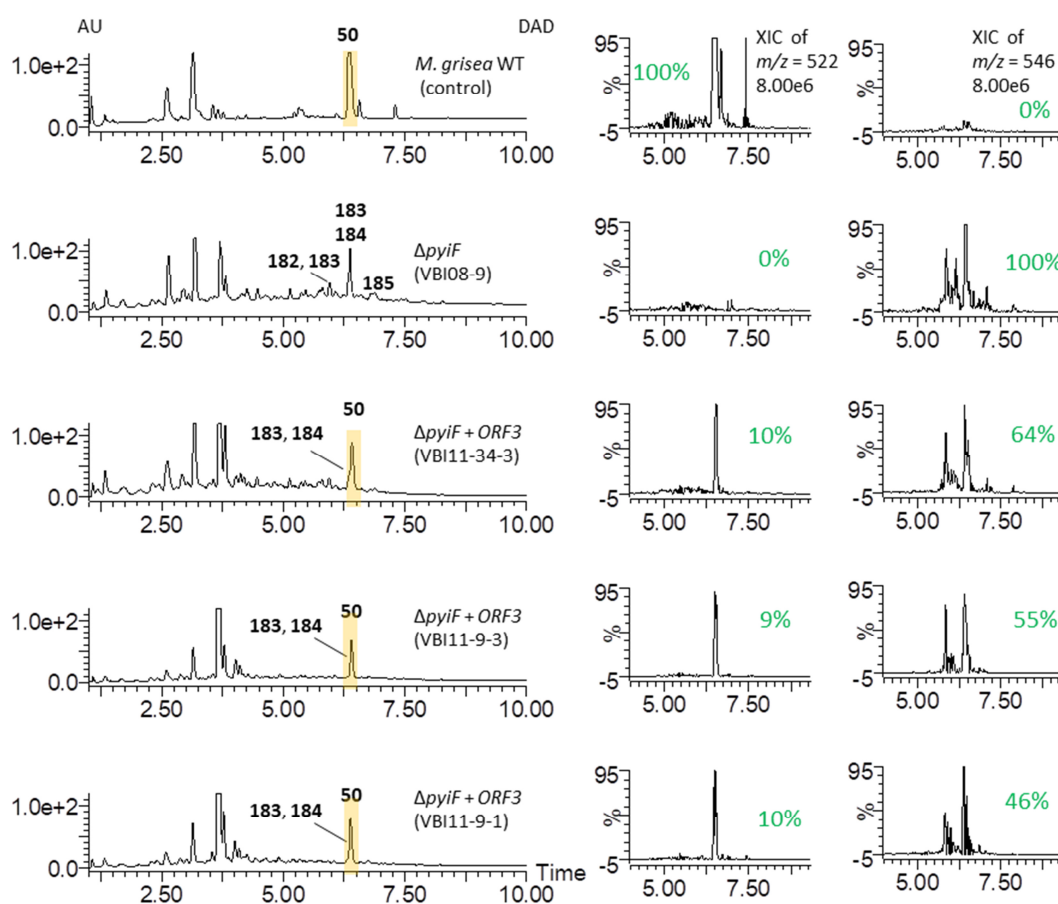 AU
DAD
50
1.0e+2
0.0
M. grisea WT
(control)
2.50 5.00 7.50 10.00
95
%
-5
100%
XIC of
m/z = 522
8.00e6
5.00 7.50
95
%
-5
XIC of
m/z = 546
8.00e6
0%
5.00 7.50
1.0e+2
0.0
183
184
182, 183
185
ΔpyiF
(VBI08-9)
2.50 5.00 7.50 10.00
95
%
-5
0%
5.00 7.50
95
%
-5
100%
5.00 7.50
1.0e+2
0.0
50
183, 184
ΔpyiF + ORF3
(VBI11-34-3)
2.50 5.00 7.50 10.00
95
%
-5
10%
5.00 7.50
95
%
-5
64%
5.00 7.50
1.0e+2
0.0
50
183, 184
ΔpyiF + ORF3
(VBI11-9-3)
2.50 5.00 7.50 10.00
95
%
-5
9%
5.00 7.50
95
%
-5
55%
5.00 7.50
1.0e+2
0.0
50
183, 184
ΔpyiF + ORF3
(VBI11-9-1)
Time
2.50 5.00 7.50 10.00
95
%
-5
10%
5.00 7.50
95
%
-5
46%
5.00 7.50